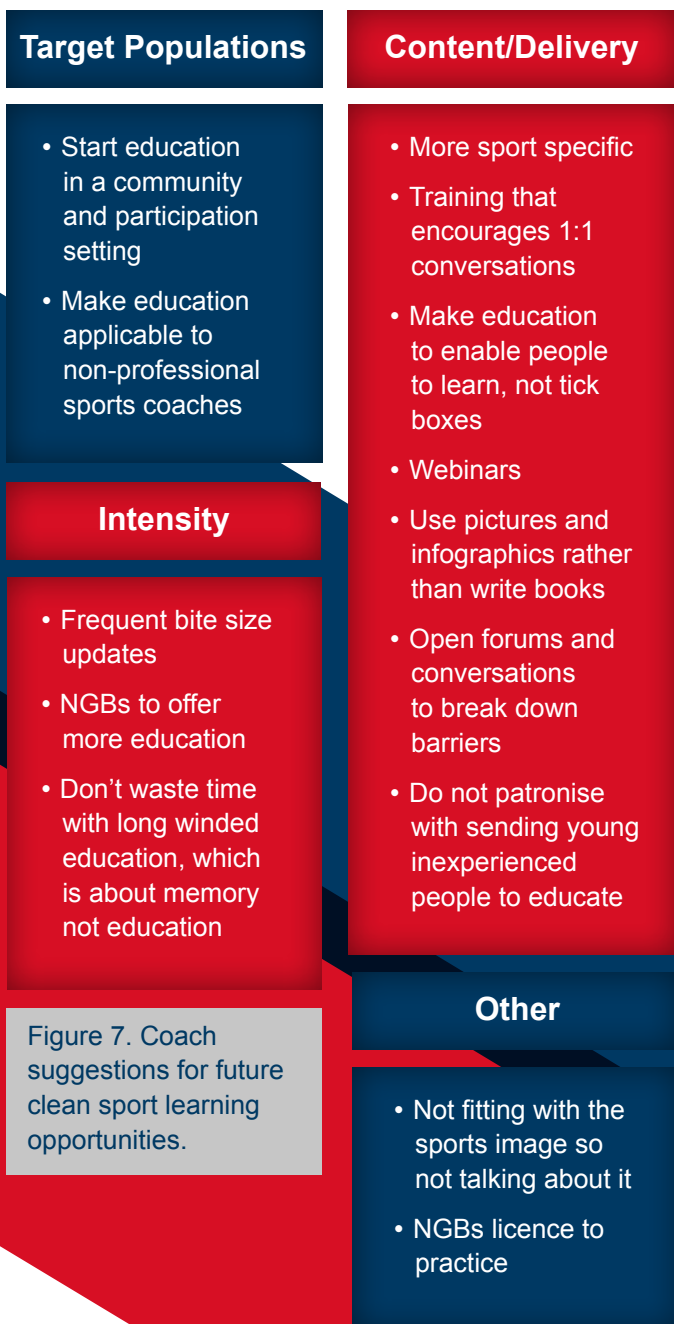 Target Populations
• Start education
in a community
and participation
setting
• Make education
applicable to
non-professional
sports coaches
Intensity
• Frequent bite size
updates
• NGBs to offer
more education
• Don’t waste time
with long winded
education, which
is about memory
not education
Figure 7. Coach
suggestions for future
clean sport learning
opportunities.
Content/Delivery
• More sport specific
• Training that
encourages 1:1
conversations
• Make education
to enable people
to learn, not tick
boxes
• Webinars
• Use pictures and
infographics rather
than write books
• Open forums and
conversations
to break down
barriers
• Do not patronise
with sending young
inexperienced
people to educate
Other
• Not fitting with the
sports image so
not talking about it
• NGBs licence to
practice